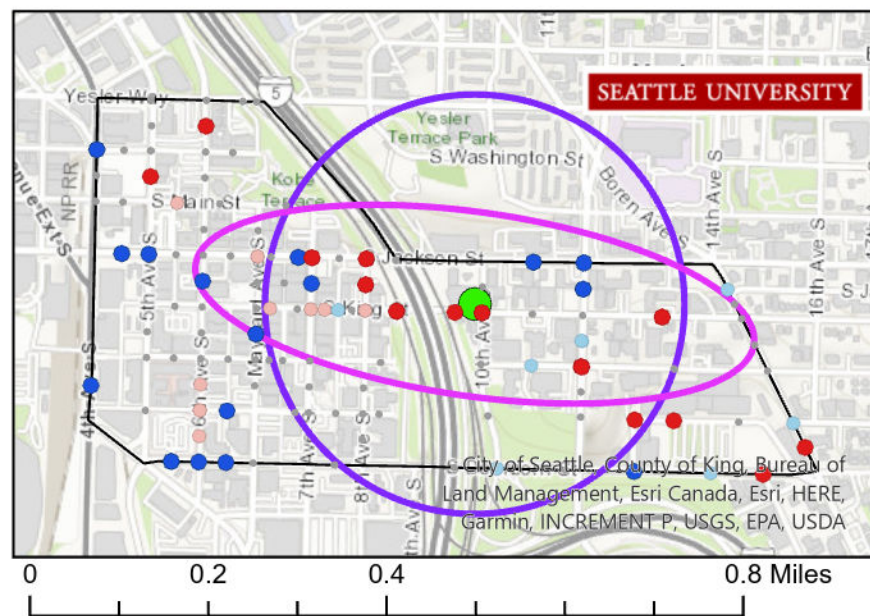 11th
5
Yesler Way
SEATTLE UNIVERSITY
Yesler
Terrace Park
S Washington St
Kobe
Terrace
NP RR
S Main St
Boren Ave S
14th Ave S
16th Ave S
5th Ave S
Maynard Ave S
Jackson St
S King St
S J
10th Ave
4th Ave S
6th Ave S
7th Ave S
8th Ave S
City of Seattle, County of King, Bureau of
Land Management, Esri Canada, Esri, HERE,
Garmin, INCREMENT P, USGS, EPA, USDA
0 0.2 0.4 0.8 Miles